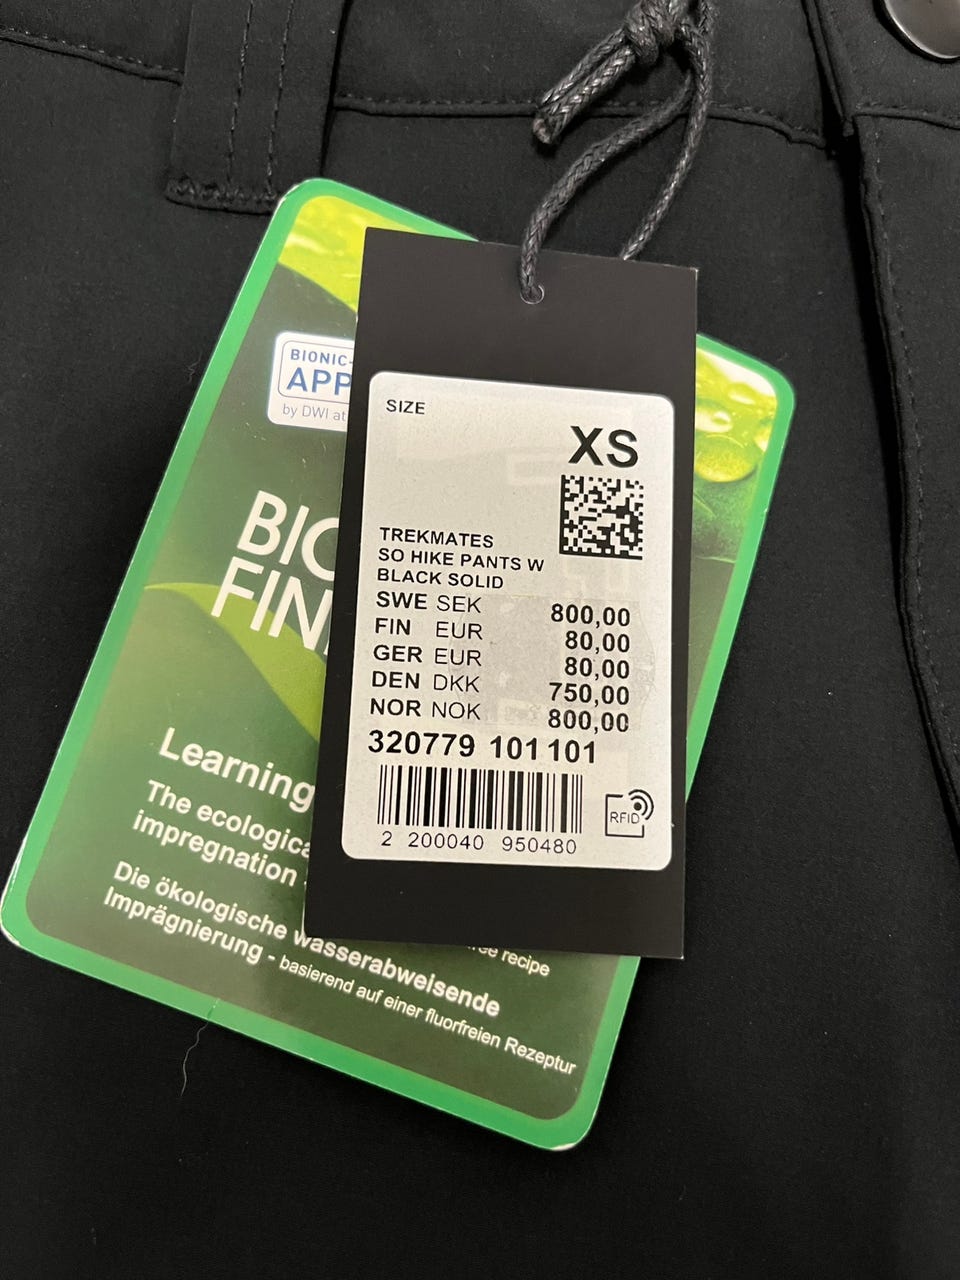 SIZE
XS
TREKMATES
SO HIKE PANTS W
BLACK SOLID
SWE SEK 800,00
FIN EUR 80,00
GER EUR 80,00
DEN DKK 750,00
NOR NOK 800,00
320779 101 101
2 200040 950480
RFID
BIONIC-
APP
by DWI at
BIO
FIN
Learning
The ecologica
impregnation
free recipe
Die ökologische wasserabweisende
Imprägnierung - basierend auf einer fluorfreien Rezeptur